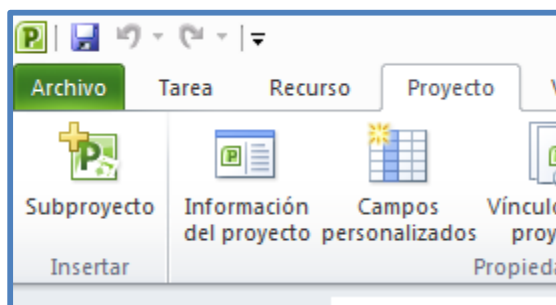 Archivo Tarea Recurso Proyecto
Subproyecto
Información del proyecto
Campos personalizados
Insertar